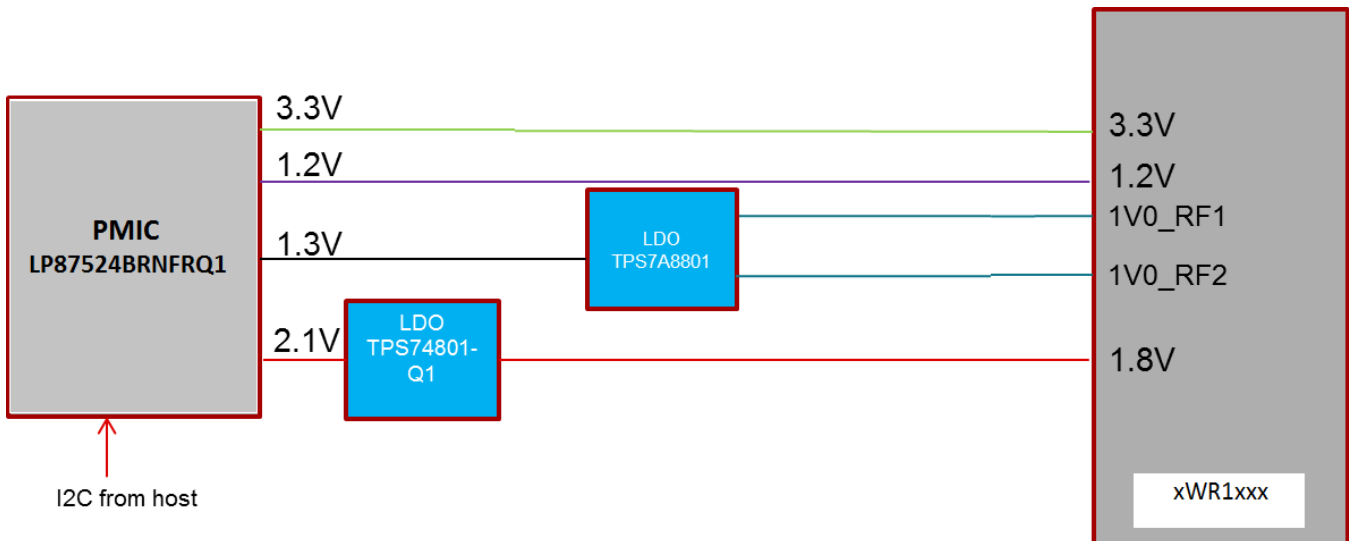 PMIC
LP87524BRNFRQ1
I2C from host
3.3V
1.2V
1.3V
2.1V
LDO
TPS74801-
Q1
LDO
TPS7A8801
3.3V
1.2V
1V0_RF1
1V0_RF2
1.8V
xWR1xxx